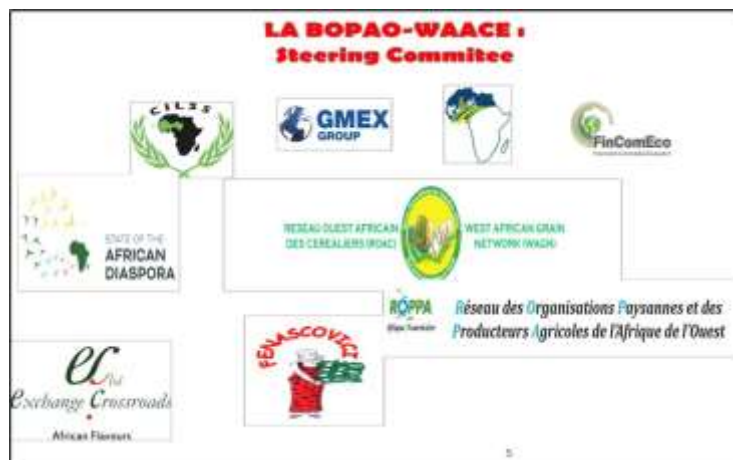 LA BOPAO-WAACE :
Steering Commitee
CILSS
GMEX
GROUP
FinComEco
STATE OF THE
AFRICAN
DIASPORA
RESEAU OUEST AFRICAIN
DES CEREALIERS (ROAC)
WEST AFRICAN GRAIN
NETWORK (WAGN)
ROPPA
Réseau des Organisations Paysannes et des
Producteurs Agricoles de l'Afrique de l'Ouest
FENASCOVICI
Exchange Crossroads
African Flavours
5